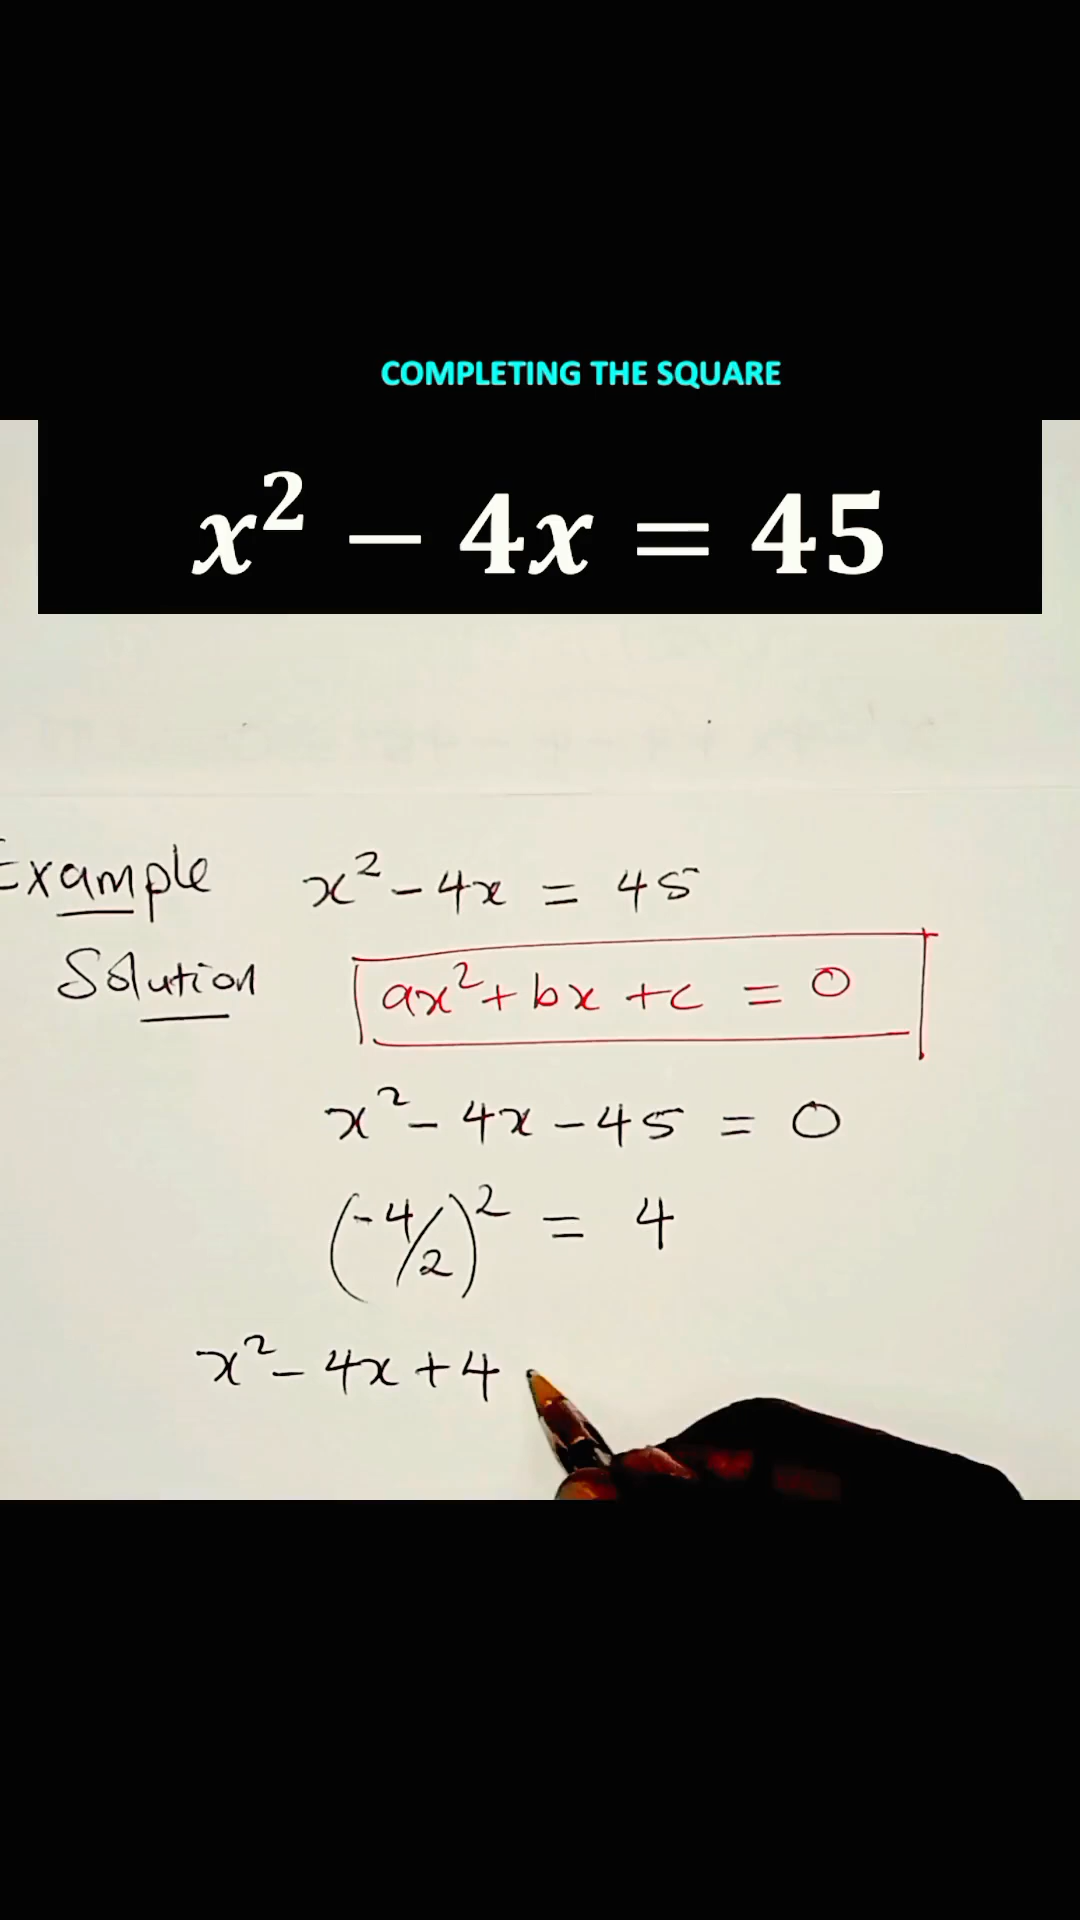 COMPLETING THE SQUARE
x² − 4x = 45
Example x² - 4x = 45
Solution ax² + bx + c = 0
x² - 4x - 45 = 0
(-4/2)² = 4
x² - 4x + 4